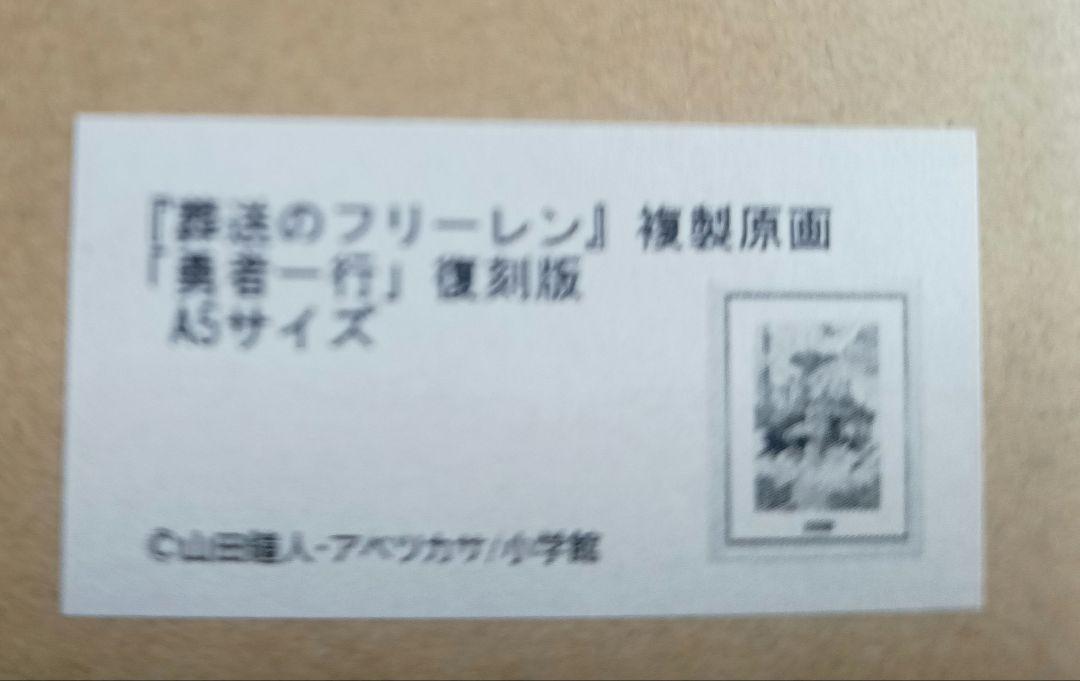 『葬送のフリーレン』 複製原画
「勇者一行」 復刻版
A5サイズ
©山田鐘人・アベツカサ/小学館